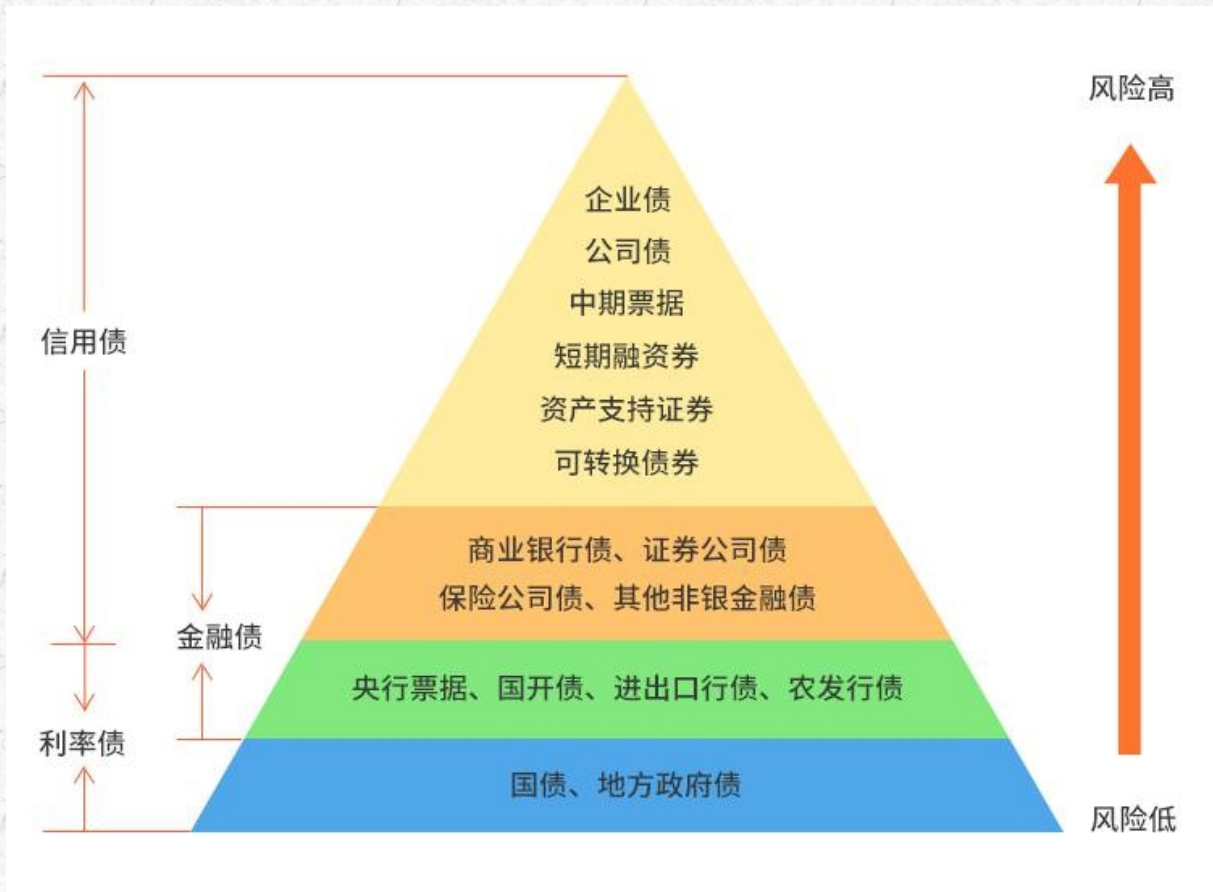 风险高
企业债
公司债
中期票据
短期融资券
信用债
资产支持证券
可转换债券
商业银行债、证券公司债
保险公司债、其他非银金融债
金融债
央行票据、国开债、进出口行债、农发行债
利率债
国债、地方政府债
风险低